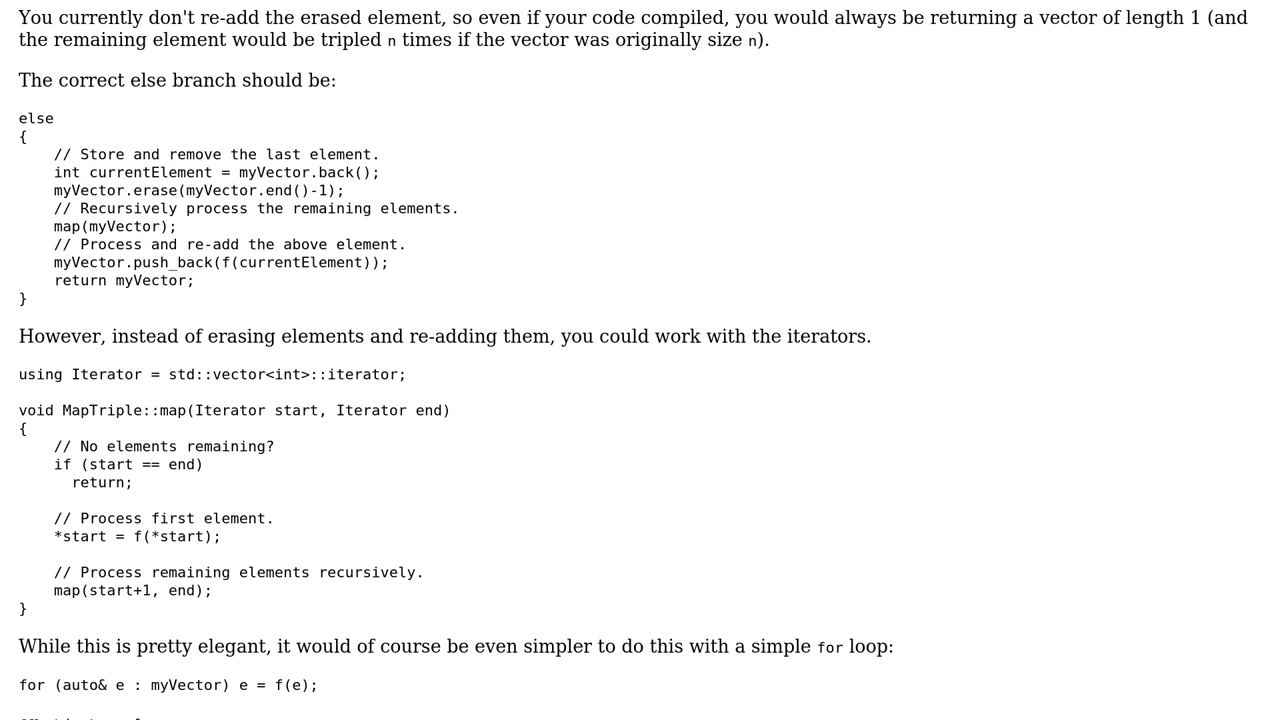 You currently don't re-add the erased element, so even if your code compiled, you would always be returning a vector of length 1 (and
the remaining element would be tripled n times if the vector was originally size n).
The correct else branch should be:
else
{
    // Store and remove the last element.
    int currentElement = myVector.back();
    myVector.erase(myVector.end()-1);
    // Recursively process the remaining elements.
    map(myVector);
    // Process and re-add the above element.
    myVector.push_back(f(currentElement));
    return myVector;
}
However, instead of erasing elements and re-adding them, you could work with the iterators.
using Iterator = std::vector<int>::iterator;
void MapTriple::map(Iterator start, Iterator end)
{
    // No elements remaining?
    if (start == end)
      return;
    // Process first element.
    *start = f(*start);
    // Process remaining elements recursively.
    map(start+1, end);
}
While this is pretty elegant, it would of course be even simpler to do this with a simple for loop:
for (auto& e : myVector) e = f(e);